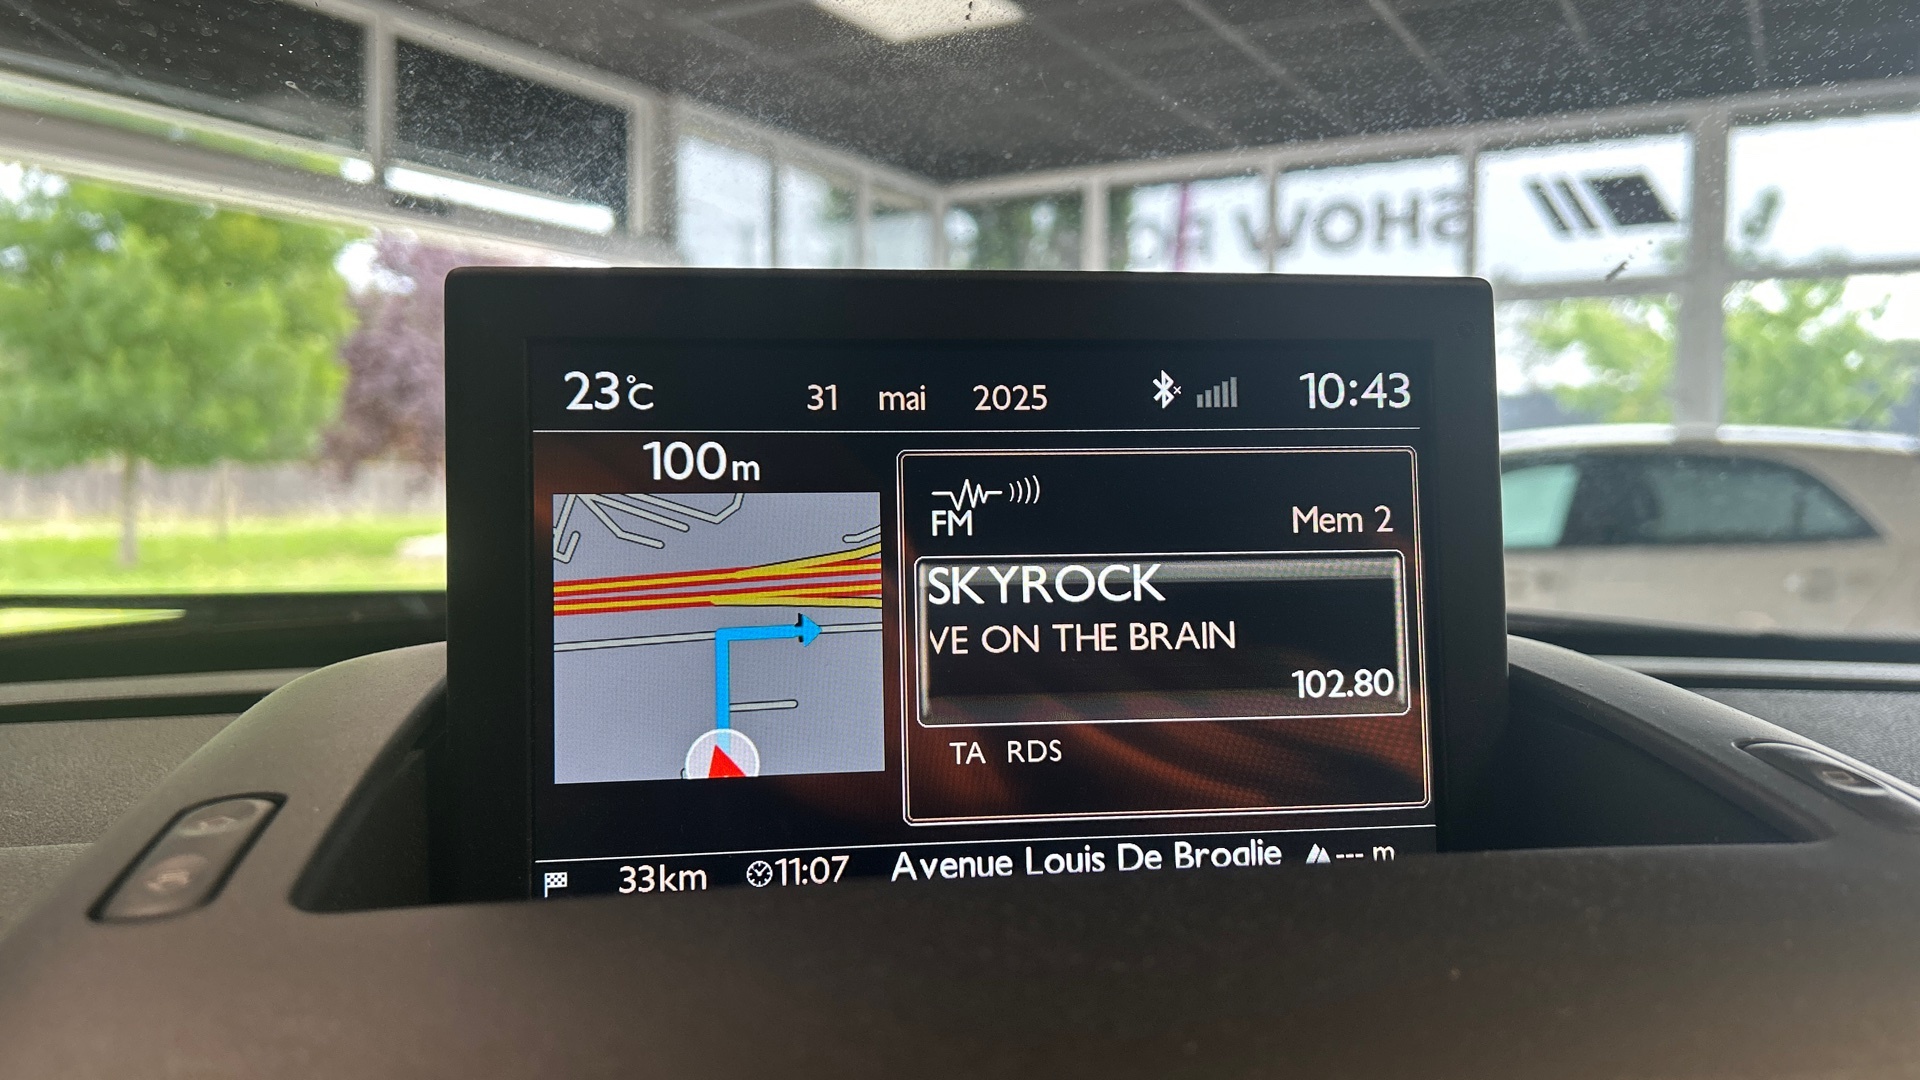 SHOW
23°C 31 mai 2025 10:43
100m
FM
Mem 2
SKYROCK
VE ON THE BRAIN
102.80
TA RDS
33km 11:07 Avenue Louis De Broglie --- m